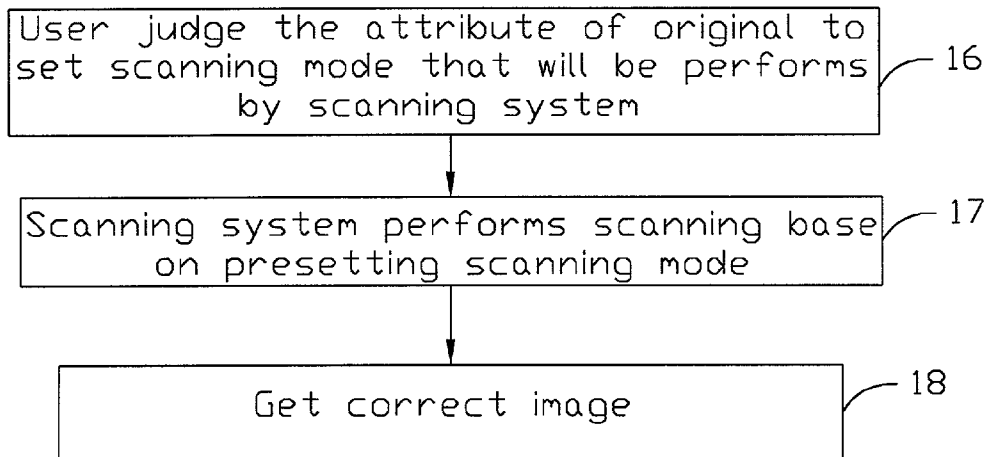 User judge the attribute of original to
set scanning mode that will be performs
by scanning system
16
Scanning system performs scanning base
on presetting scanning mode
17
Get correct image
18